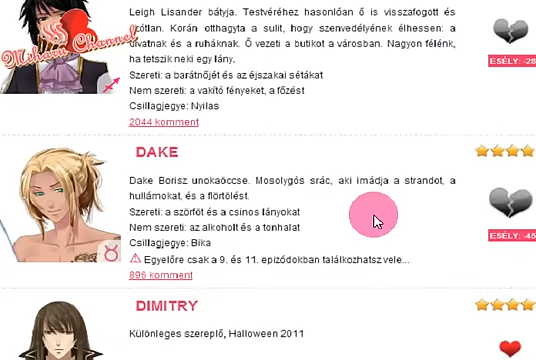 Leigh Lisander bátyja. Testvéréhez hasonlóan ő is visszafogott és
szótlan. Korán otthagyta a sulit, hogy szenvedélyének élhessen: a
divatnak és a ruháknak. Ő vezeti a butikot a városban. Nagyon félénk,
ha tetszik neki egy lány.
Mshara Channel
Szereti: a barátnőjét és az éjszakai sétákat
Nem szereti: a vakító fényeket, a főzést
Csillagjegye: Nyilas
2044 komment
ESÉLY: -28
DAKE
Dake Borisz unokaöccse. Mosolygós srác, aki imádja a strandot, a
hullámokat, és a flörtölést.
Szereti: a szörföt és a csinos lányokat
Nem szereti: az alkoholt és a tonhalat
Csillagjegye: Bika
Egyelőre csak a 9. és 11. epizódokban találkozhatsz vele...
896 komment
ESÉLY: -45
DIMITRY
Különleges szereplő, Halloween 2011